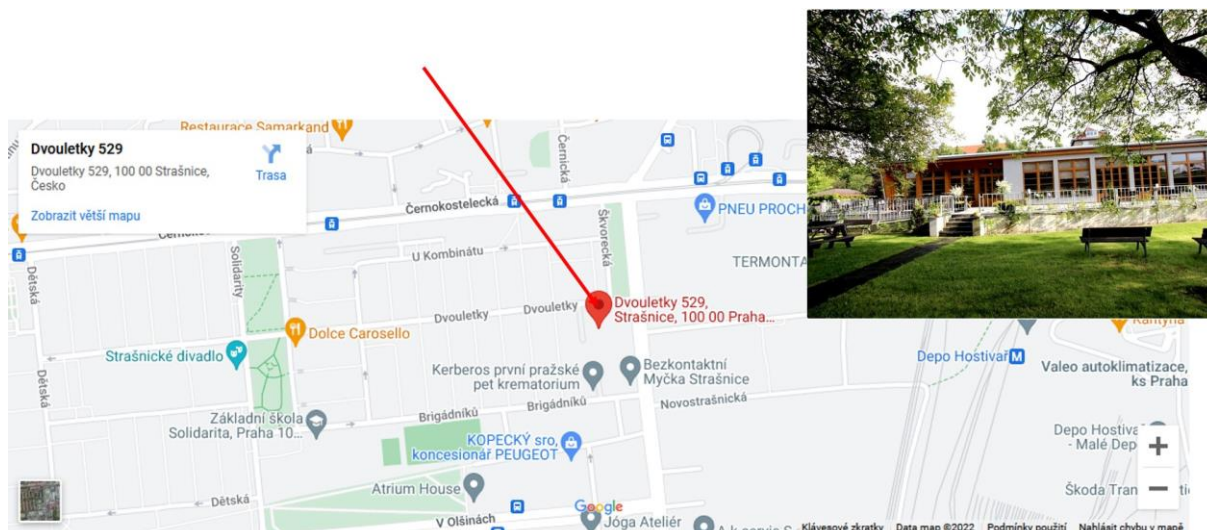 Dvouletky 529
Dvouletky 529, 100 00 Strašnice,
Česko
Trasa
Zobrazit větší mapu
Restaurace Samarkand
Černická
Černokostelecká
Škvorecká
PNEU PROCH
TERMONTA
U Kombinátu
Solidarity
Dětská
Dvouletky
Dvouletky
Dvouletky 529,
Strašnice, 100 00 Praha...
Dolce Carosello
Strašnické divadlo
Kantýna
Depo Hostivař M
Valeo autoklimatizace,
ks Praha
Kerberos první pražské
pet krematorium
Bezkontaktní
Myčka Strašnice
Dětská
Brigádníků
Brigádníků
Novostrašnická
Základní škola
Solidarita, Praha 10...
KOPECKÝ sro,
koncesionář PEUGEOT
Depo Hostiva
- Malé Dep
Atrium House
Škoda Tran
Dětská
V Olšinách
Google
Jóga Ateliér
Klávesové zkratky
Data map ©2022
Podmínky použití
Nahlásit chybu v mapě